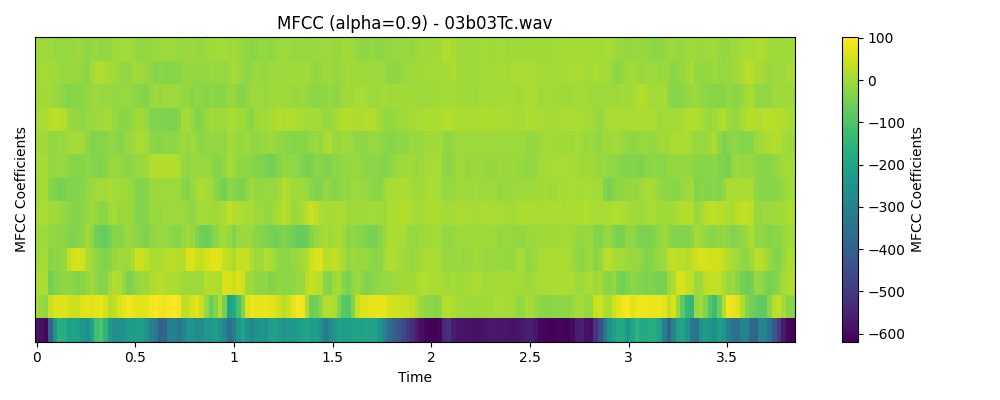 MFCC (alpha=0.9) - 03b03Tc.wav
MFCC Coefficients
0 0.5 1 1.5 2 2.5 3 3.5
Time
100
0
−100
−200
−300
−400
−500
−600
MFCC Coefficients